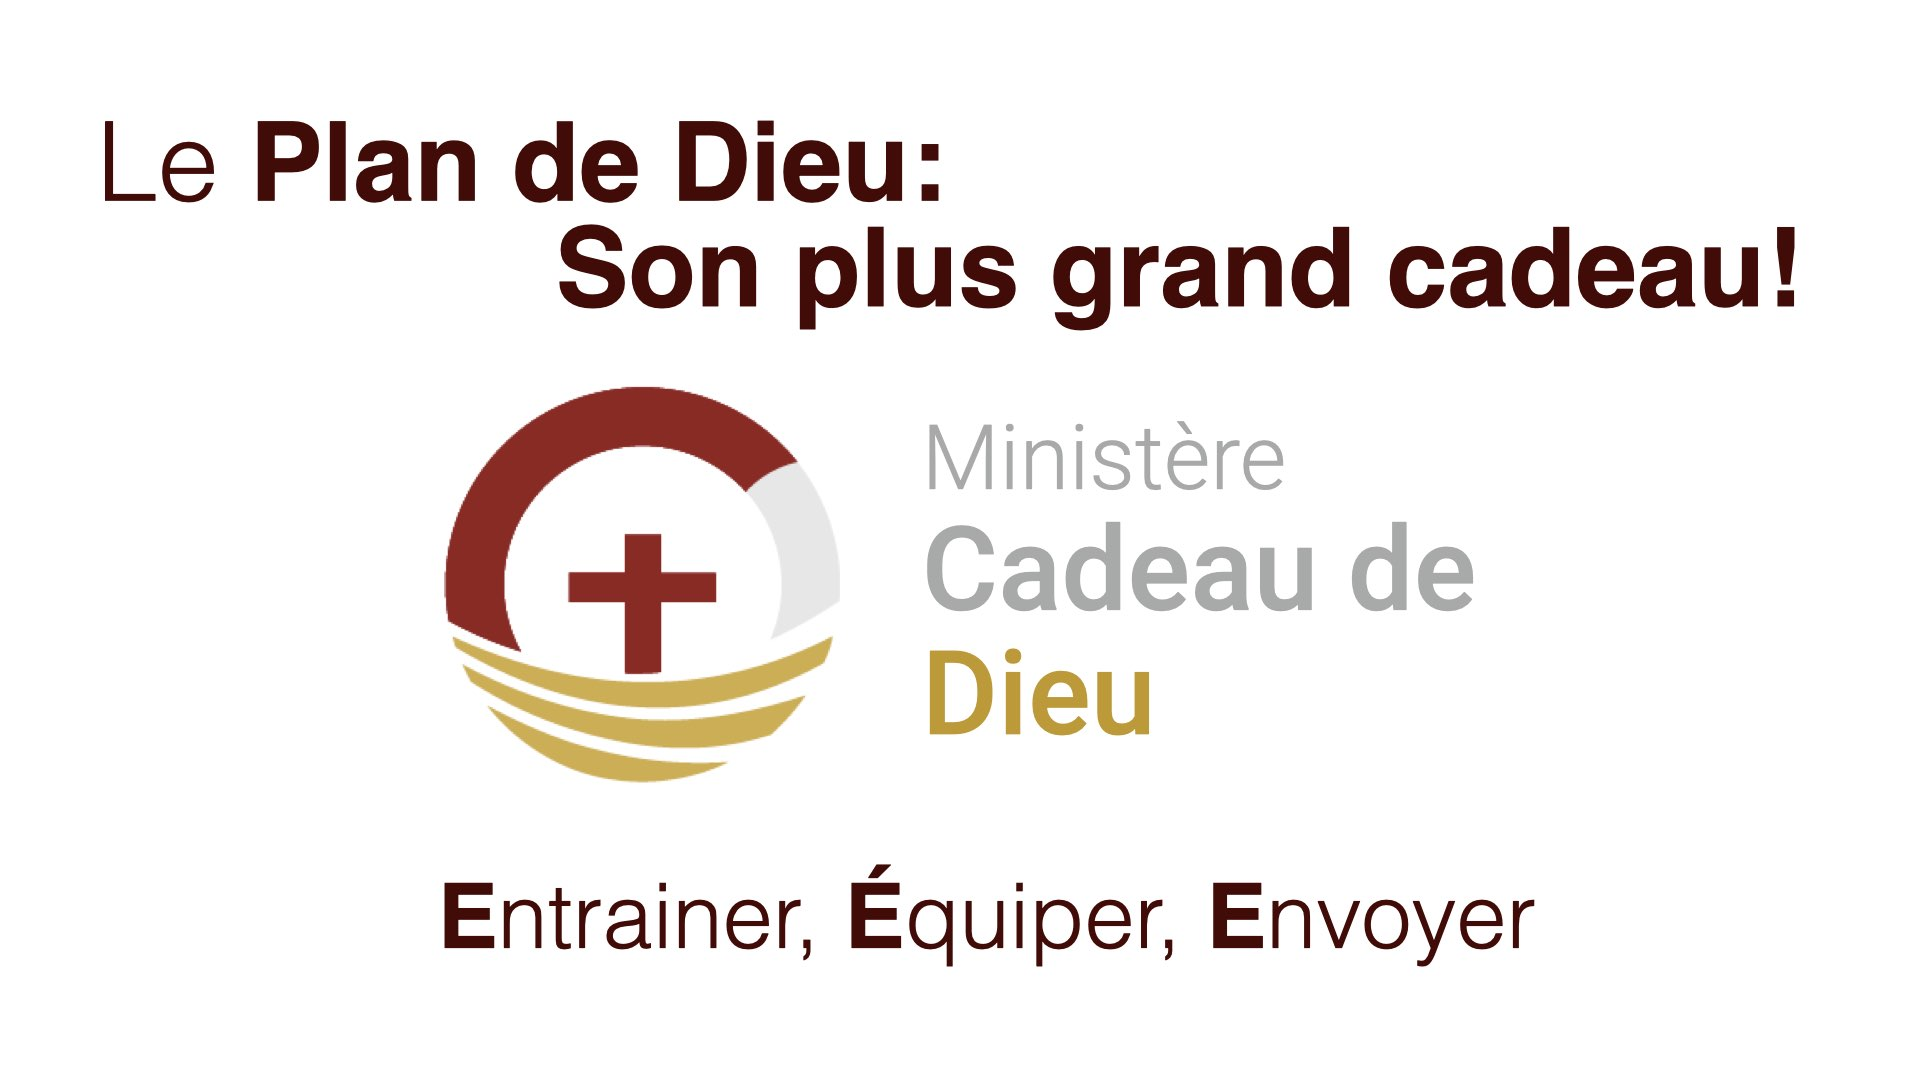 Le Plan de Dieu:
Son plus grand cadeau!
Ministère
Cadeau de
Dieu
Entrainer, Équiper, Envoyer